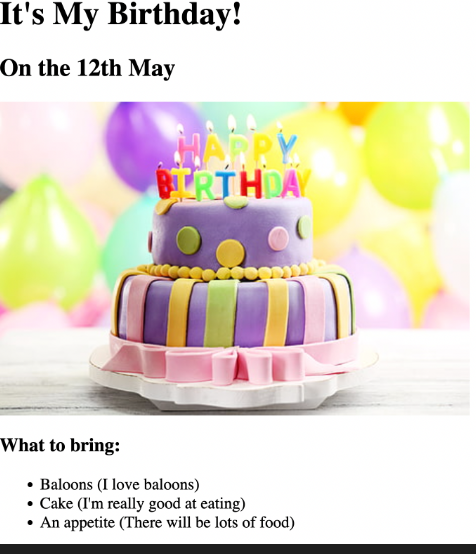 It's My Birthday!
On the 12th May
HAPPY
BIRTHDAY
What to bring:
Baloons (I love baloons)
Cake (I'm really good at eating)
An appetite (There will be lots of food)